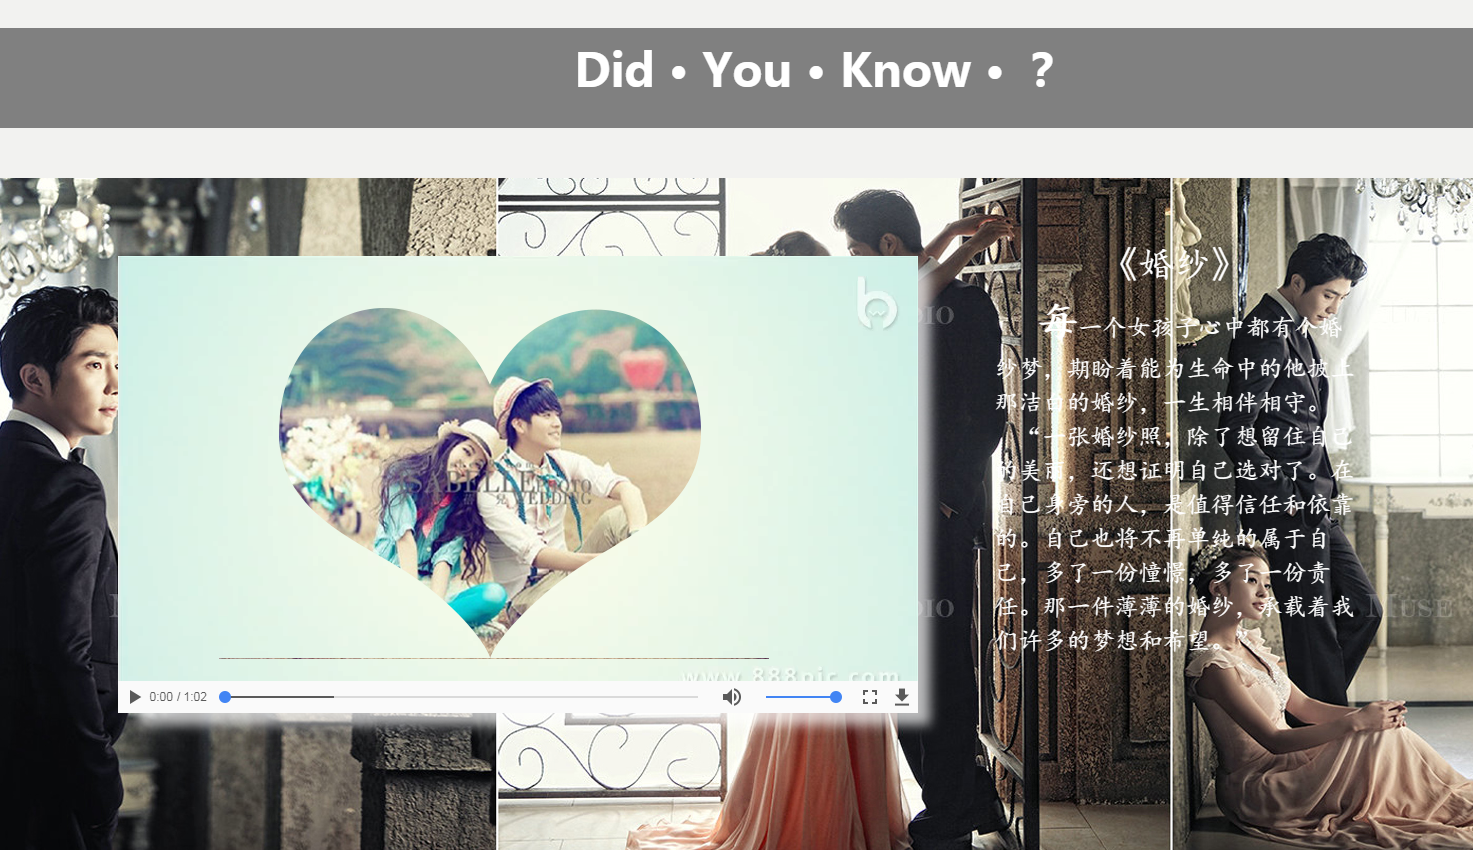 Did • You • Know • ？
《婚纱》
每一个女孩子心中都有个婚
纱梦，期盼着能为生命中的他披上
那洁白的婚纱，一生相伴相守。
“一张婚纱照，除了想留住自己
的美丽，还想证明自己选对了。在
自己身旁的人，是值得信任和依靠
的。自己也将不再单纯的属于自
己，多了一份憧憬，多了一份责
任。那一件薄薄的婚纱，承载着我
们许多的梦想和希望。”
SABELLE PHOTO
WEDDING
www.888pic.com
0:00 / 1:02
MUSE